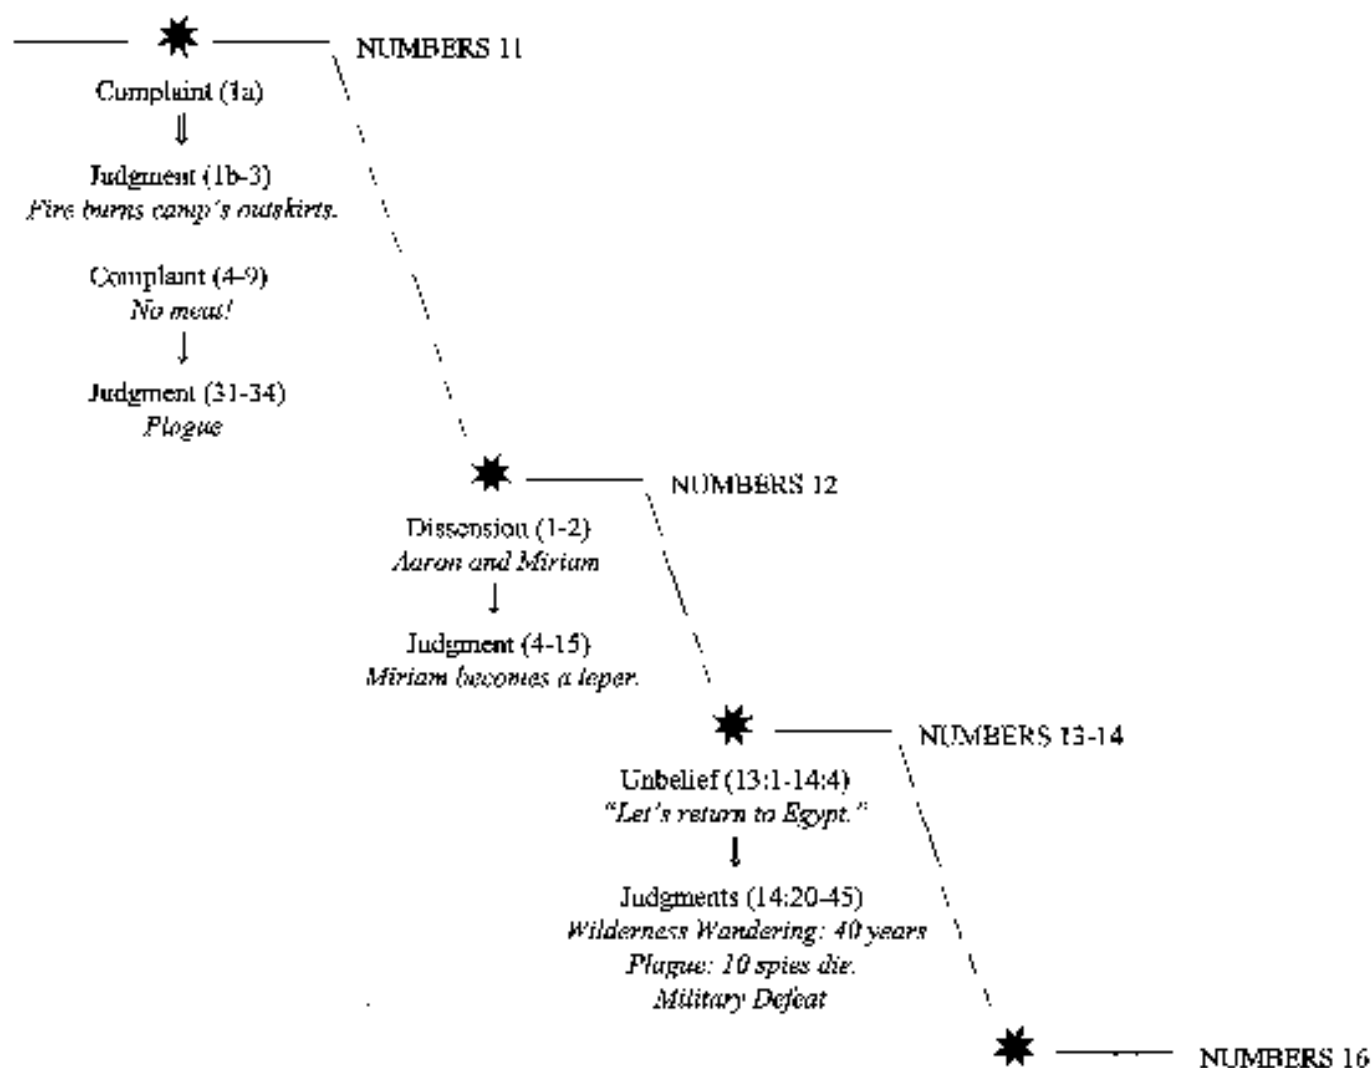 NUMBERS 11
Complaint (1a)
Judgment (1b-3)
Fire burns camp's outskirts.
Complaint (4-9)
No meat!
Judgment (31-34)
Plague
NUMBERS 12
Dissension (1-2)
Aaron and Miriam
Judgment (4-15)
Miriam becomes a leper.
NUMBERS 13-14
Unbelief (13:1-14:4)
"Let's return to Egypt."
Judgments (14:20-45)
Wilderness Wandering: 40 years
Plague: 10 spies die.
Military Defeat
NUMBERS 16